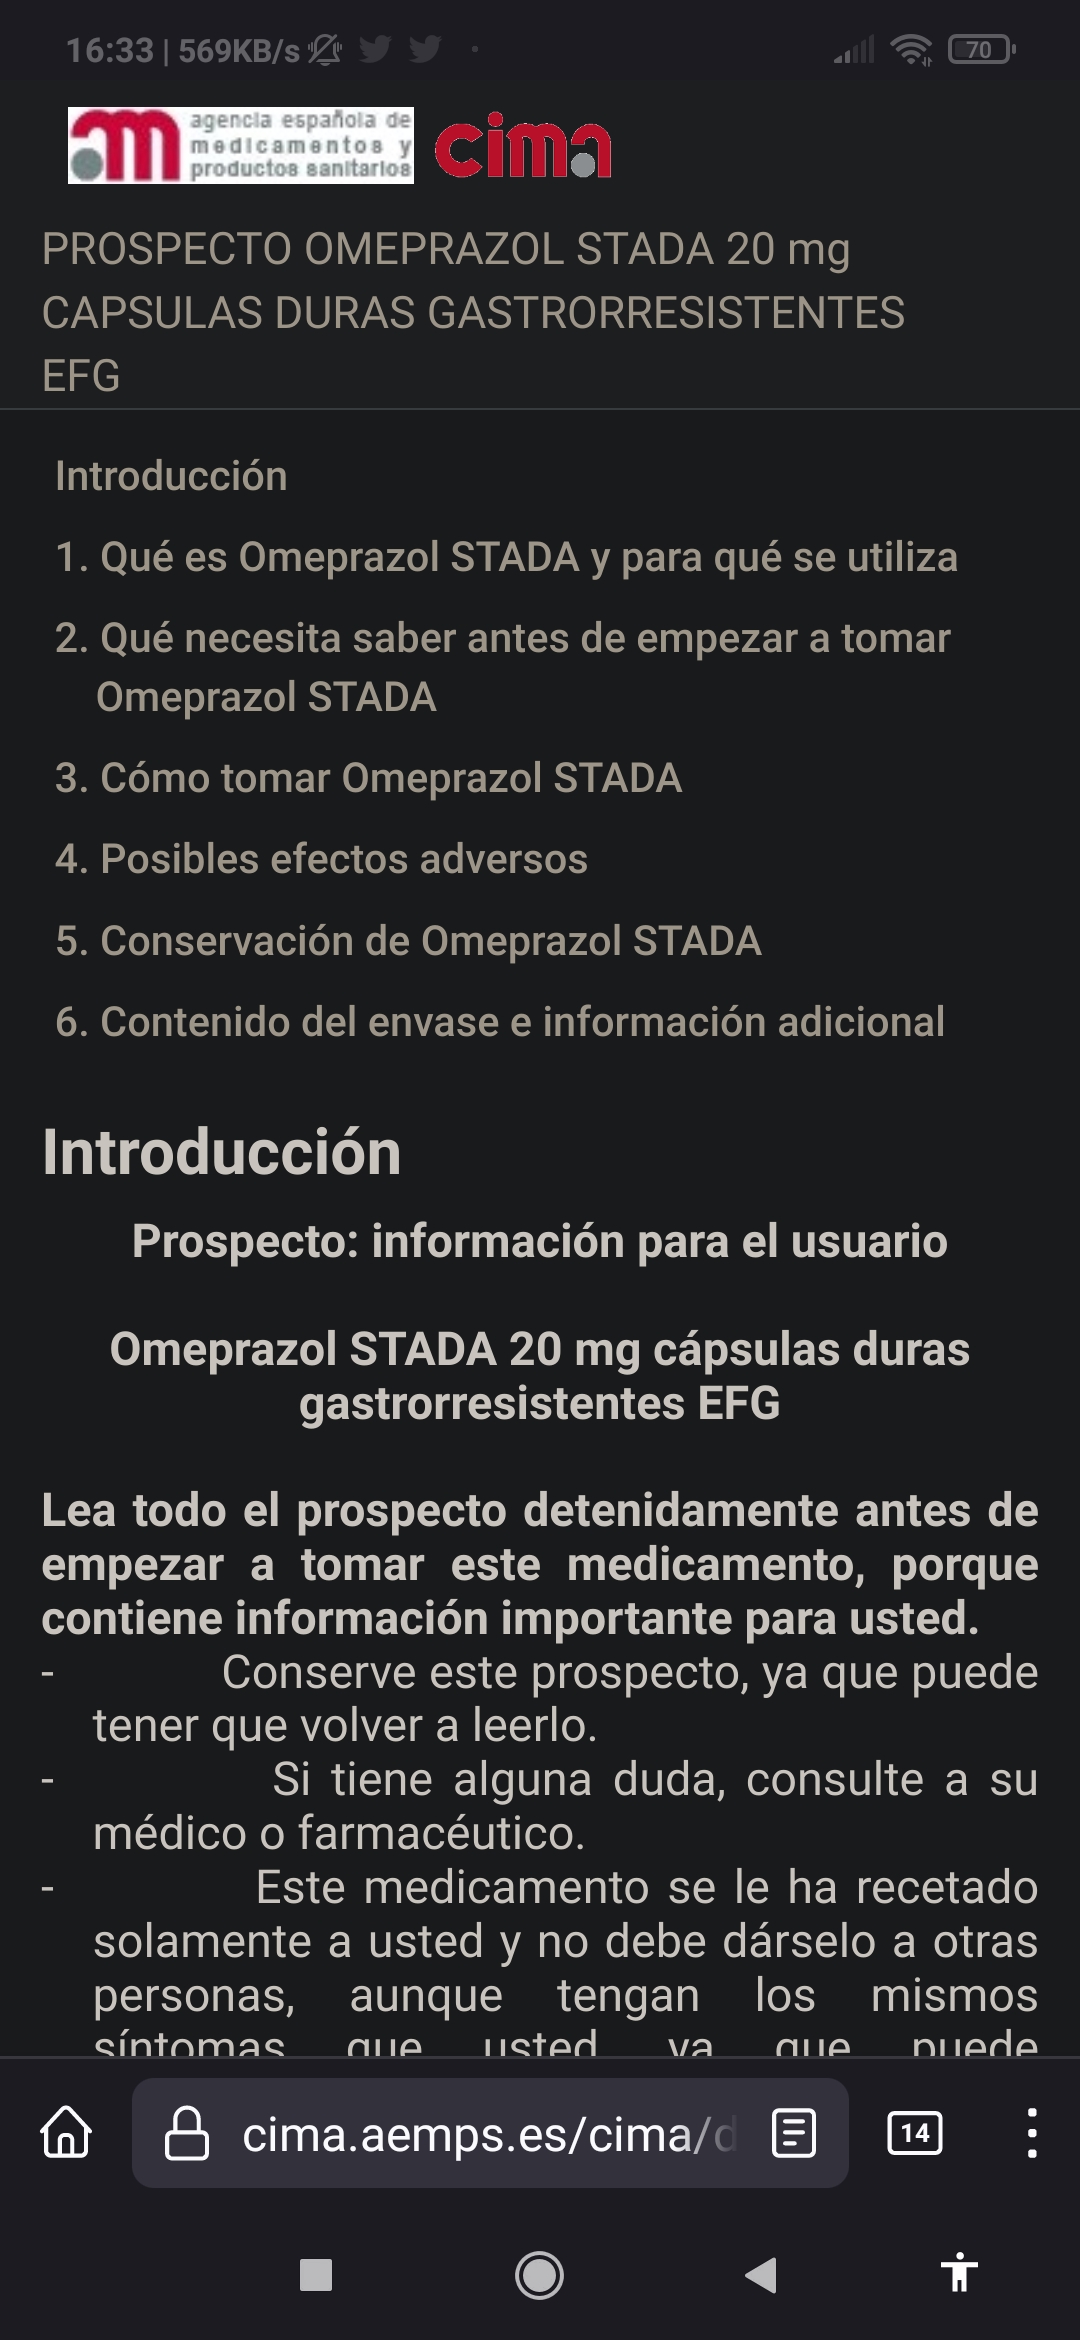 16:33 | 569KB/s
70
agencia española de
medicamentos y
productos sanitarios
cima
PROSPECTO OMEPRAZOL STADA 20 mg
CAPSULAS DURAS GASTRORRESISTENTES
EFG
Introducción
1. Qué es Omeprazol STADA y para qué se utiliza
2. Qué necesita saber antes de empezar a tomar
Omeprazol STADA
3. Cómo tomar Omeprazol STADA
4. Posibles efectos adversos
5. Conservación de Omeprazol STADA
6. Contenido del envase e información adicional
Introducción
Prospecto: información para el usuario
Omeprazol STADA 20 mg cápsulas duras
gastrorresistentes EFG
Lea todo el prospecto detenidamente antes de
empezar a tomar este medicamento, porque
contiene información importante para usted.
- Conserve este prospecto, ya que puede
tener que volver a leerlo.
- Si tiene alguna duda, consulte a su
médico o farmacéutico.
- Este medicamento se le ha recetado
solamente a usted y no debe dárselo a otras
personas, aunque tengan los mismos
síntomas que usted ya que puede
cima.aemps.es/cima/d
14